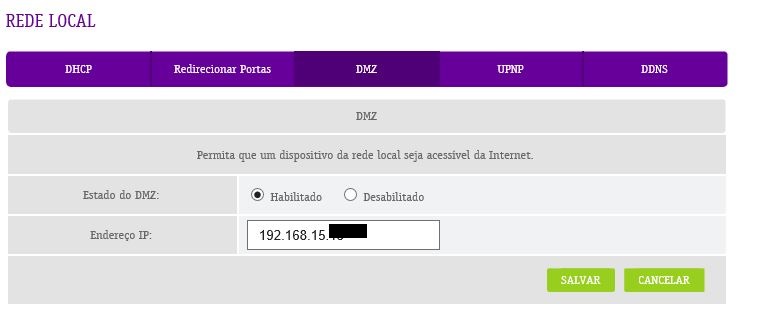 REDE LOCAL
DHCP Redirecionar Portas DMZ UPNP DDNS
DMZ
Permita que um dispositivo da rede local seja acessível da Internet.
Estado do DMZ: Habilitado Desabilitado
Endereço IP: 192.168.15.
SALVAR CANCELAR